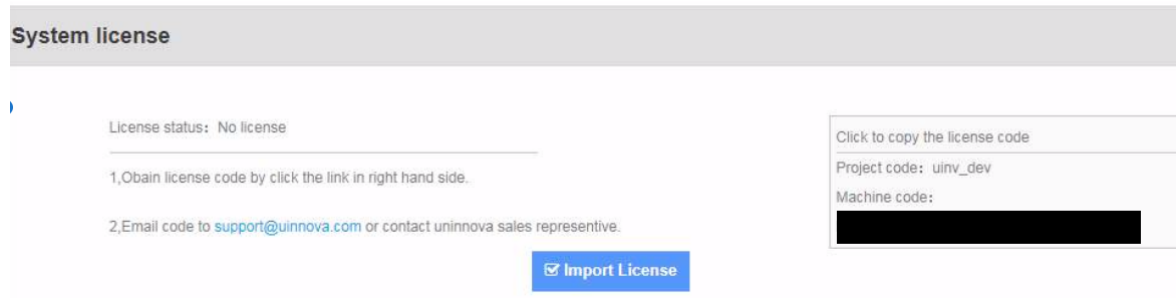 System license
License status：No license
1,Obain license code by click the link in right hand side.
2,Email code to support@uinnova.com or contact uninnova sales representive.
Import License
Click to copy the license code
Project code：uinv_dev
Machine code：